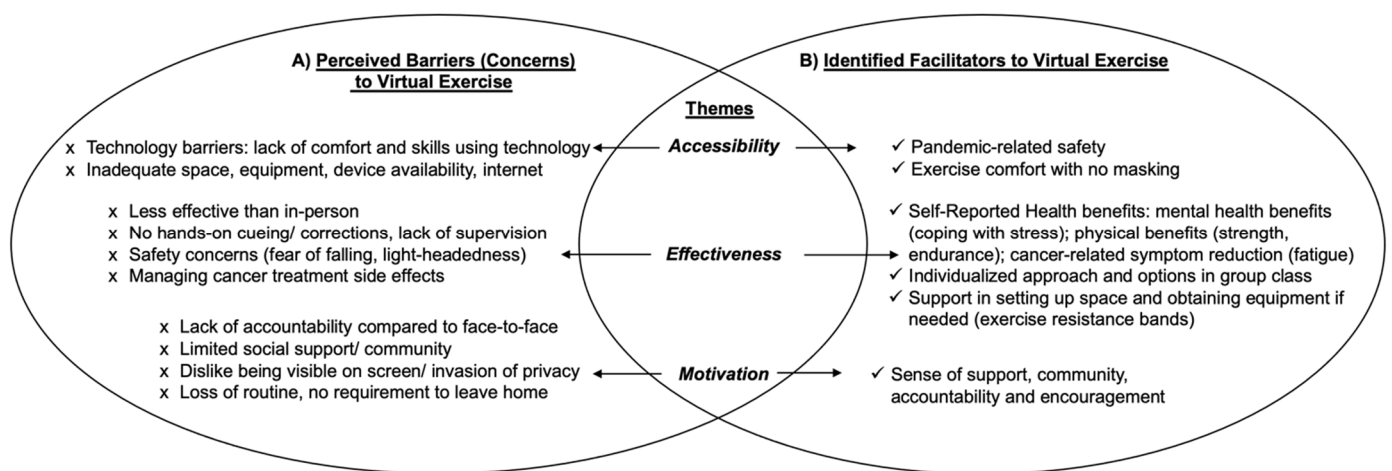 A) Perceived Barriers (Concerns)
to Virtual Exercise
x Technology barriers: lack of comfort and skills using technology
x Inadequate space, equipment, device availability, internet
x Less effective than in-person
x No hands-on cueing/ corrections, lack of supervision
x Safety concerns (fear of falling, light-headedness)
x Managing cancer treatment side effects
x Lack of accountability compared to face-to-face
x Limited social support/ community
x Dislike being visible on screen/ invasion of privacy
x Loss of routine, no requirement to leave home
Themes
Accessibility
Effectiveness
Motivation
B) Identified Facilitators to Virtual Exercise
✓ Pandemic-related safety
✓ Exercise comfort with no masking
✓ Self-Reported Health benefits: mental health benefits
(coping with stress); physical benefits (strength,
endurance); cancer-related symptom reduction (fatigue)
✓ Individualized approach and options in group class
✓ Support in setting up space and obtaining equipment if
needed (exercise resistance bands)
✓ Sense of support, community,
accountability and encouragement